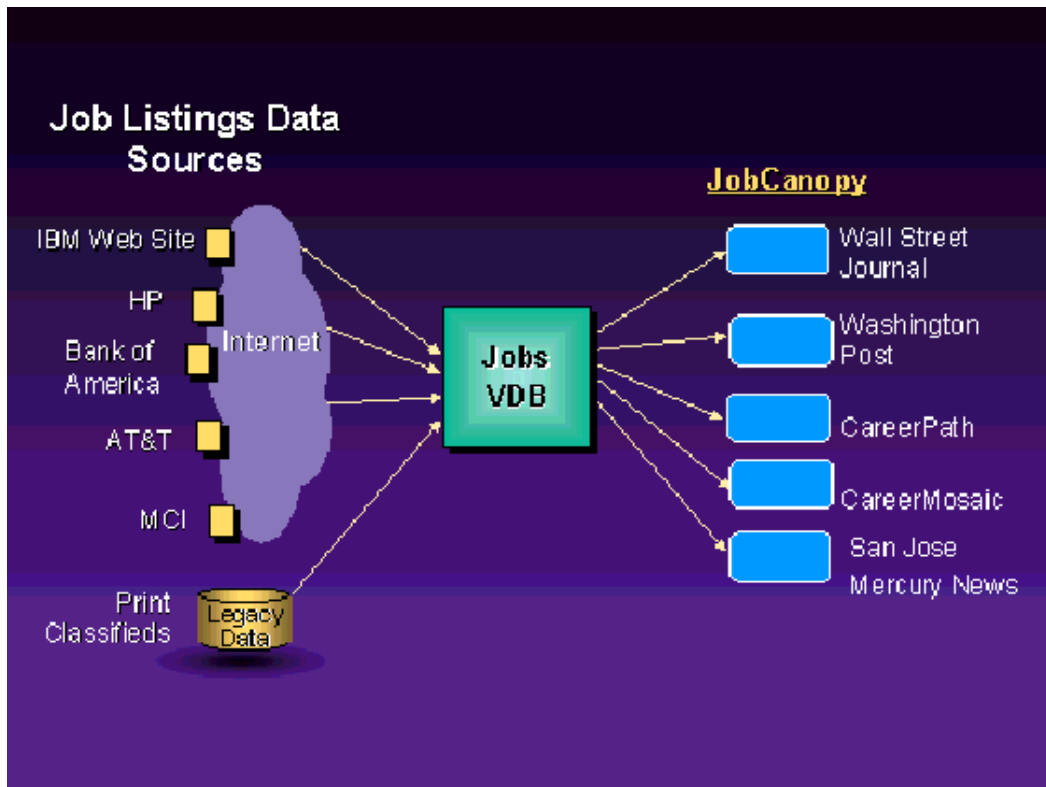 Job Listings Data
Sources
JobCanopy
IBM Web Site
HP
Bank of
America
AT&T
MCI
Internet
Print
Classifieds
Legacy
Data
Jobs
VDB
Wall Street
Journal
Washington
Post
CareerPath
CareerMosaic
San Jose
Mercury News